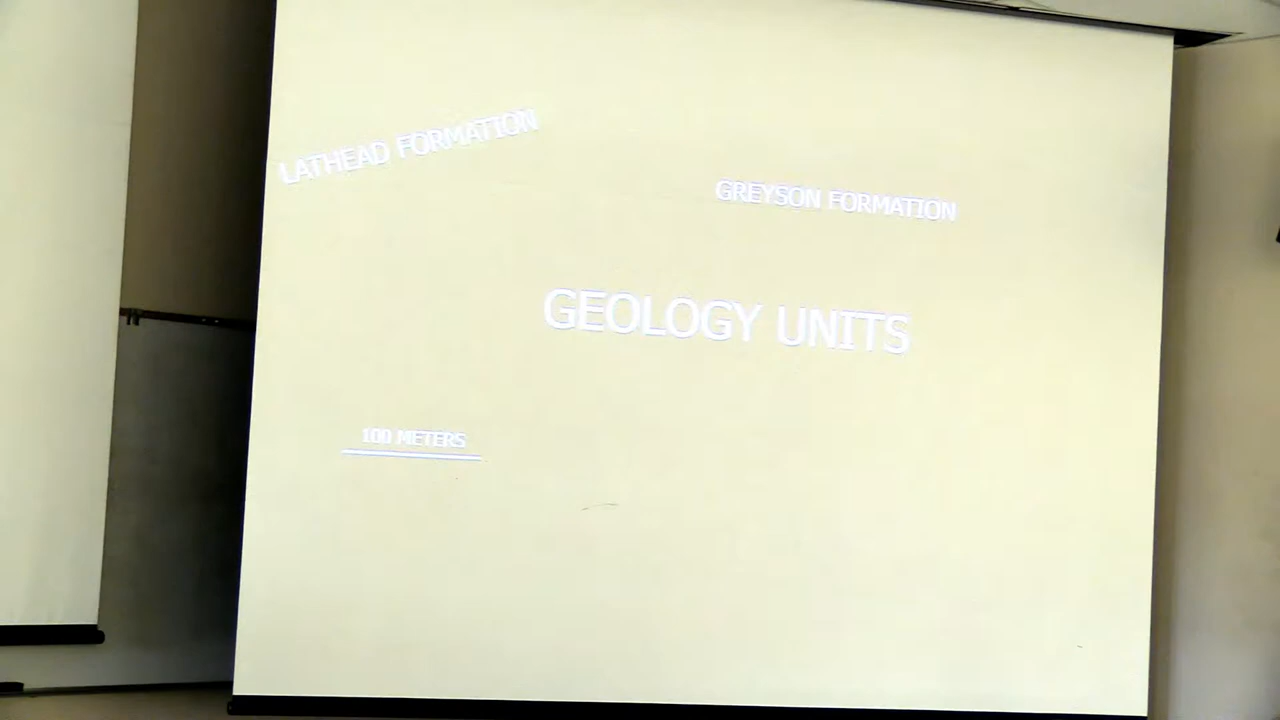 LATHEAD FORMATION
GREYSON FORMATION
GEOLOGY UNITS
100 METERS